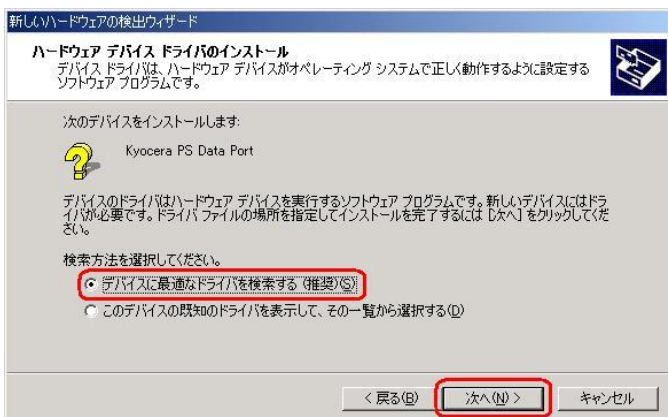 新しいハードウェアの検出ウィザード
ハードウェア デバイス ドライバのインストール
デバイス ドライバは、ハードウェア デバイスがオペレーティング システムで正しく動作するように設定する
ソフトウェア プログラムです。
次のデバイスをインストールします:
Kyocera PS Data Port
デバイスのドライバはハードウェア デバイスを実行するソフトウェア プログラムです。新しいデバイスにはドラ
イバが必要です。ドライバ ファイルの場所を指定してインストールを完了するには [次へ] をクリックしてくだ
さい。
検索方法を選択してください。
デバイスに最適なドライバを検索する (推奨)(S)
このデバイスの既知のドライバを表示して、その一覧から選択する(D)
< 戻る(B)
次へ(N) >
キャンセル